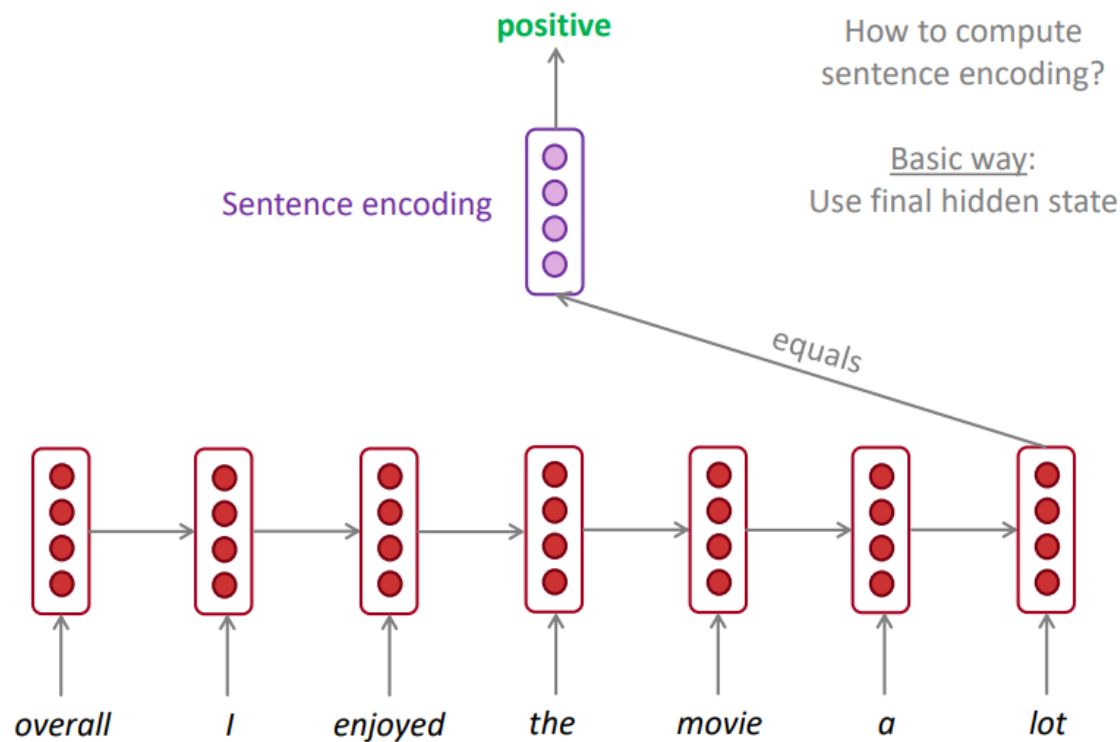 positive
How to compute
sentence encoding?
Basic way:
Use final hidden state
Sentence encoding
equals
overall I enjoyed the movie a lot